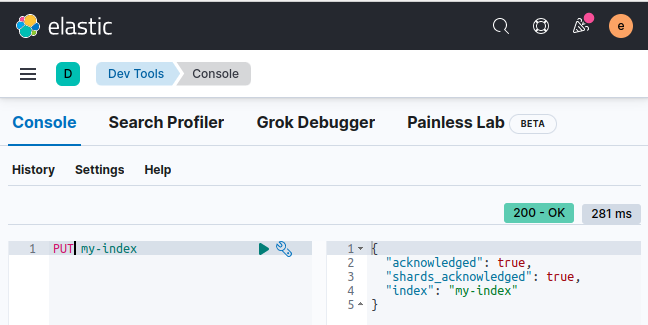 elastic
e
D Dev Tools Console
Console Search Profiler Grok Debugger Painless Lab BETA
History Settings Help
200 - OK 281 ms
1 PUT my-index
1 {
2 "acknowledged": true,
3 "shards_acknowledged": true,
4 "index": "my-index"
5 }